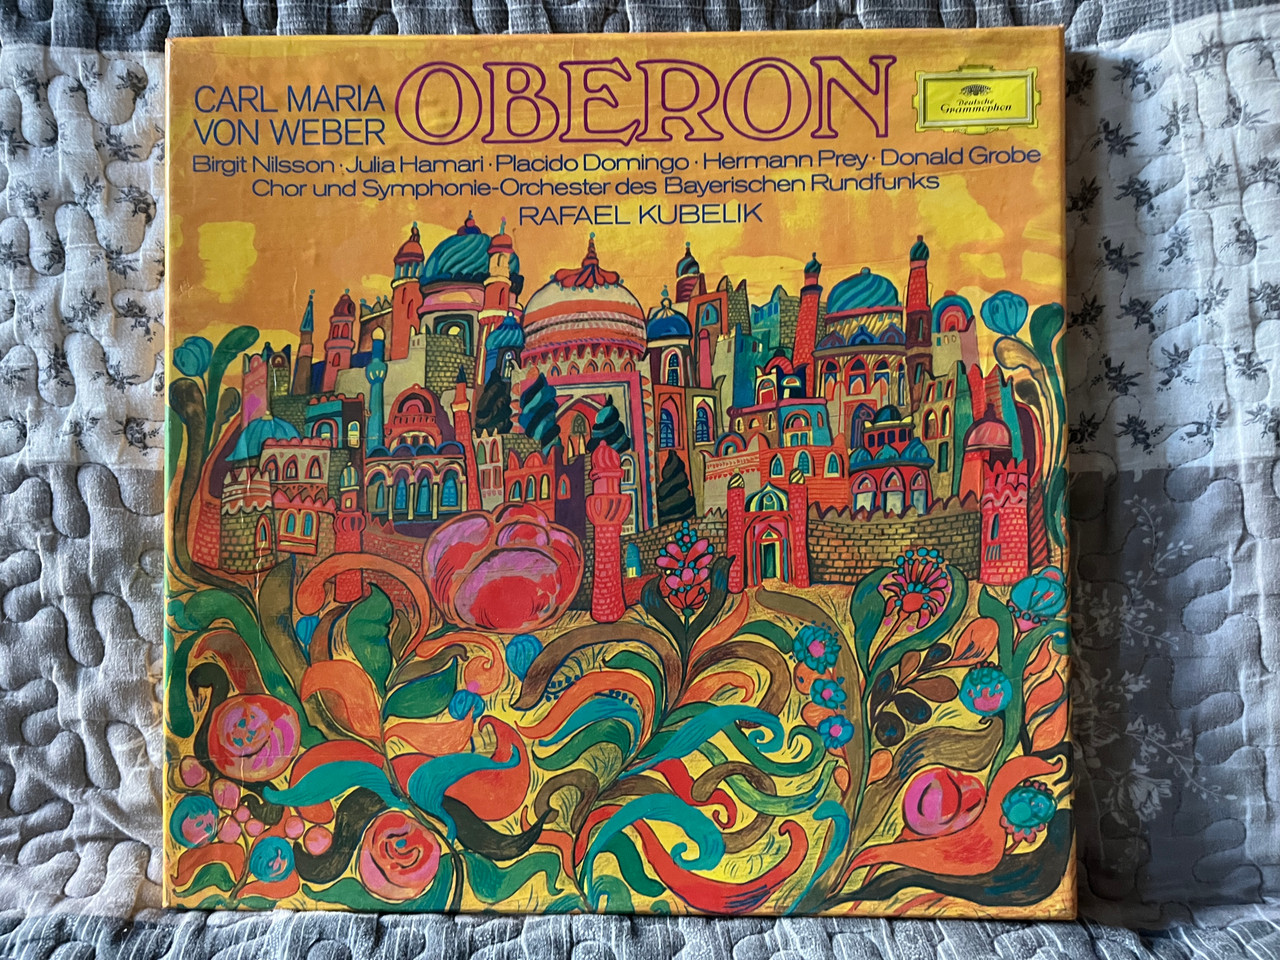 CARL MARIA
VON WEBER
OBERON
Deutsche
Grammophon
Birgit Nilsson · Julia Hamari · Placido Domingo · Hermann Prey · Donald Grobe
Chor und Symphonie-Orchester des Bayerischen Rundfunks
RAFAEL KUBELIK